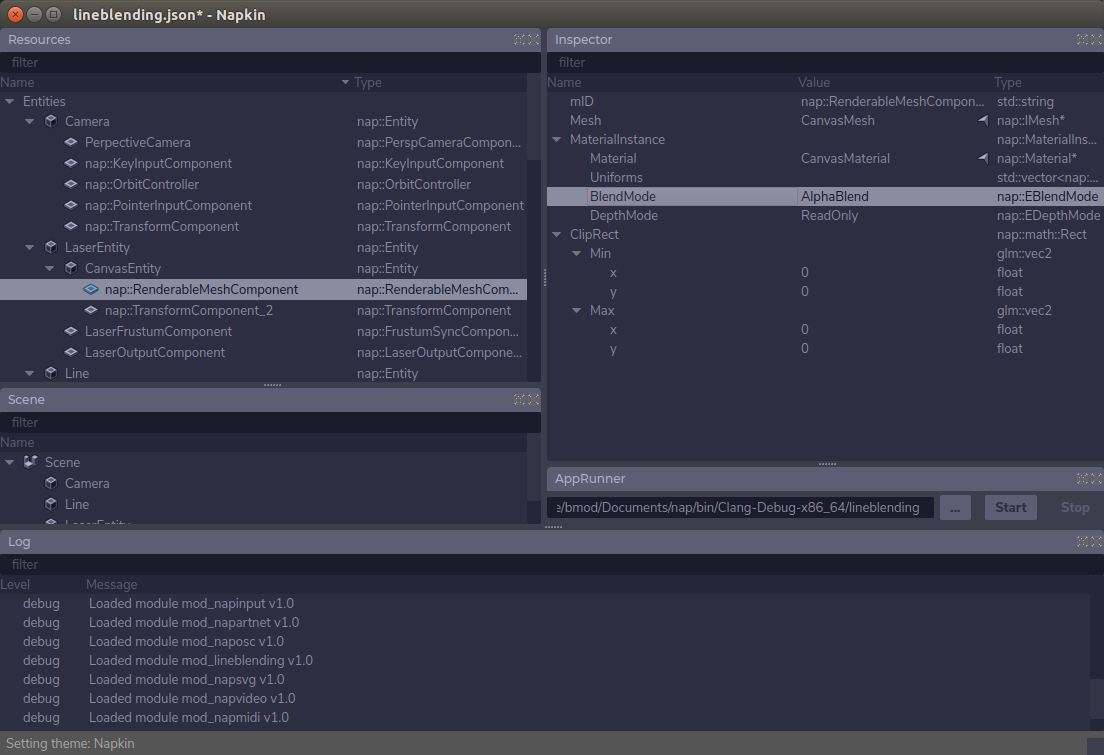 lineblending.json* - Napkin
Resources
filter
Name Type
Entities
Camera nap::Entity
PerpectiveCamera nap::PerspCameraCompon...
nap::KeyInputComponent nap::KeyInputComponent
nap::OrbitController nap::OrbitController
nap::PointerInputComponent nap::PointerInputComponent
nap::TransformComponent nap::TransformComponent
LaserEntity nap::Entity
CanvasEntity nap::Entity
nap::RenderableMeshComponent nap::RenderableMeshCom...
nap::TransformComponent_2 nap::TransformComponent
LaserFrustumComponent nap::FrustumSyncCompon...
LaserOutputComponent nap::LaserOutputCompone...
Line nap::Entity
Scene
filter
Name
Scene
Camera
Line
LaserEntity
Inspector
filter
Name Value Type
mID nap::RenderableMeshCompon... std::string
Mesh CanvasMesh nap::IMesh*
MaterialInstance nap::MaterialIns...
Material CanvasMaterial nap::Material*
Uniforms std::vector<nap:...
BlendMode AlphaBlend nap::EBlendMode
DepthMode ReadOnly nap::EDepthMode
ClipRect nap::math::Rect
Min glm::vec2
x 0 float
y 0 float
Max glm::vec2
x 0 float
y 0 float
AppRunner
e/bmod/Documents/nap/bin/Clang-Debug-x86_64/lineblending ... Start Stop
Log
filter
Level Message
debug Loaded module mod_napinput v1.0
debug Loaded module mod_napartnet v1.0
debug Loaded module mod_naposc v1.0
debug Loaded module mod_lineblending v1.0
debug Loaded module mod_napsvg v1.0
debug Loaded module mod_napvideo v1.0
debug Loaded module mod_napmidi v1.0
Setting theme: Napkin